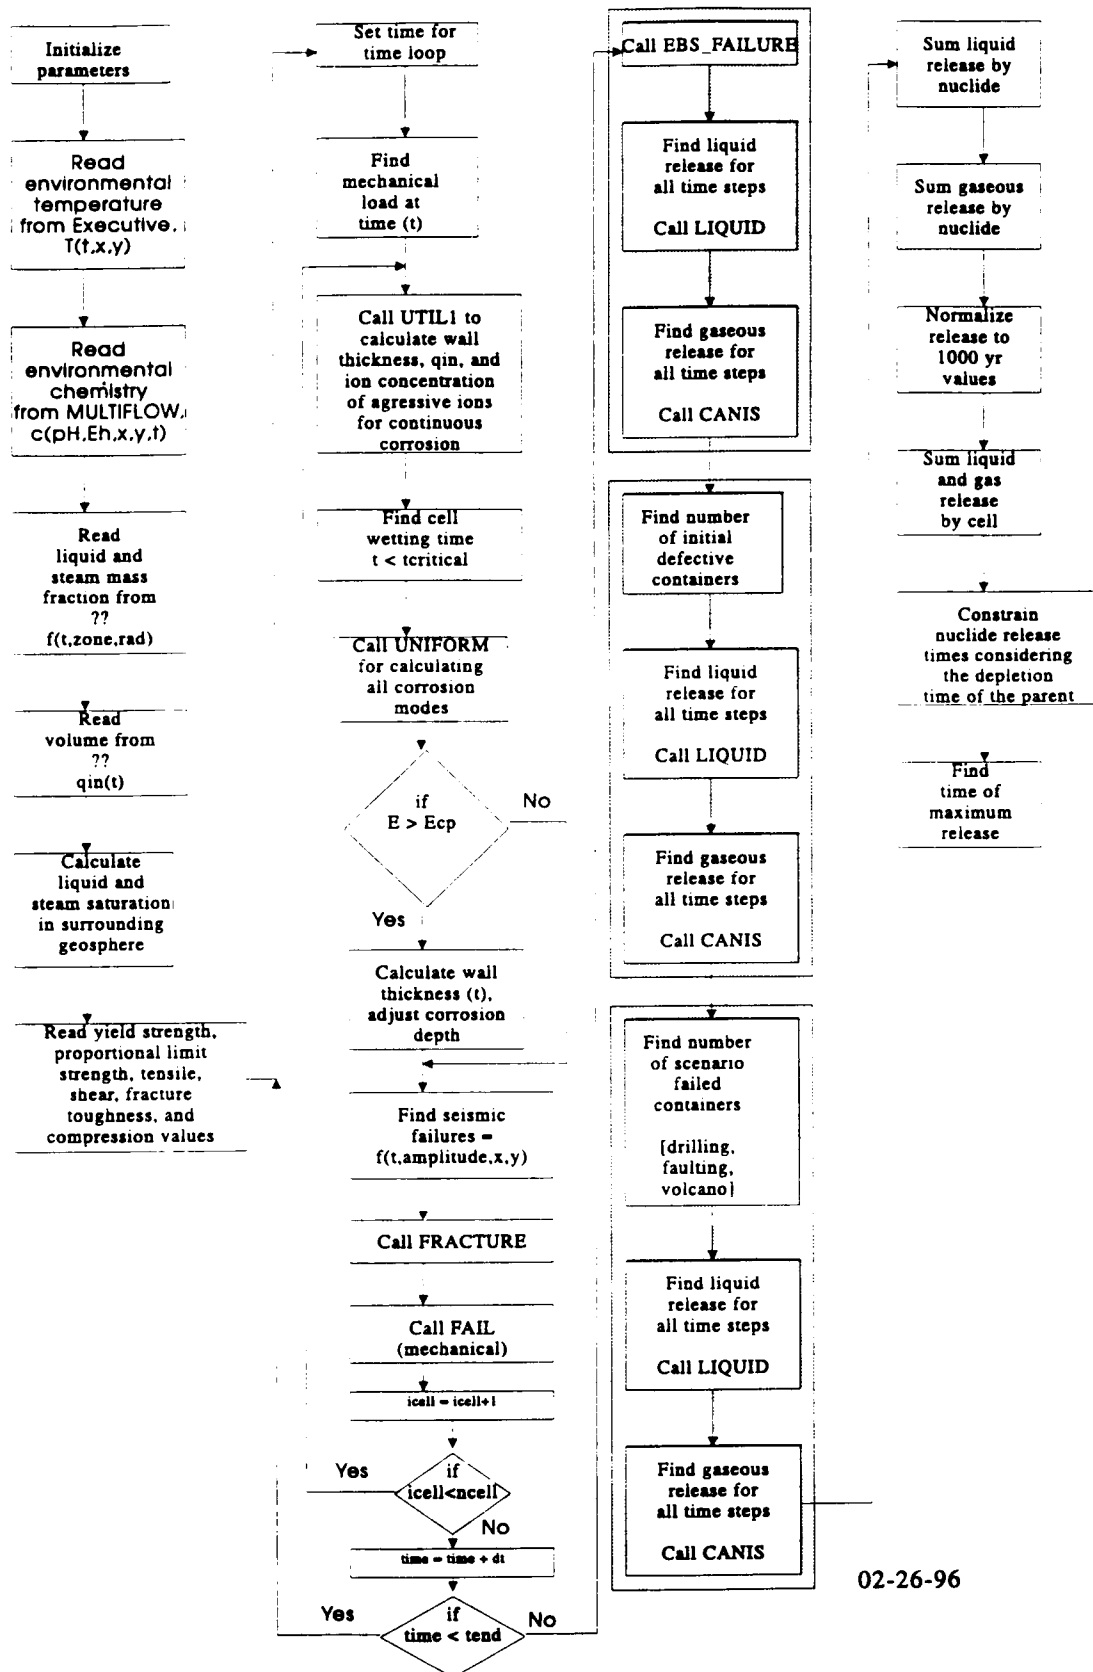 Initialize
parameters
Read
environmental
temperature
from Executive.
T(t,x,y)
Read
environmental
chemistry
from MULTIFLOW,
c(pH,Eh,x,y,t)
Read
liquid and
steam mass
fraction from
??
f(t,zone,rad)
Read
volume from
??
qin(t)
Calculate
liquid and
steam saturation
in surrounding
geosphere
Read yield strength,
proportional limit
strength, tensile,
shear, fracture
toughness, and
compression values
Set time for
time loop
Find
mechanical
load at
time (t)
Call UTIL1 to
calculate wall
thickness, qin, and
ion concentration
of agressive ions
for continuous
corrosion
Find cell
wetting time
t < tcritical
Call UNIFORM
for calculating
all corrosion
modes
if
E > Ecp
No
Yes
Calculate wall
thickness (t),
adjust corrosion
depth
Find seismic
failures =
f(t,amplitude,x,y)
Call FRACTURE
Call FAIL
(mechanical)
icell = icell+1
Yes
if
icell<ncell
No
time = time + dt
Yes
if
time < tend
No
Call EBS_FAILURE
Find liquid
release for
all time steps
Call LIQUID
Find gaseous
release for
all time steps
Call CANIS
Find number
of initial
defective
containers
Find liquid
release for
all time steps
Call LIQUID
Find gaseous
release for
all time steps
Call CANIS
Find number
of scenario
failed
containers
[drilling,
faulting,
volcano]
Find liquid
release for
all time steps
Call LIQUID
Find gaseous
release for
all time steps
Call CANIS
Sum liquid
release by
nuclide
Sum gaseous
release by
nuclide
Normalize
release to
1000 yr
values
Sum liquid
and gas
release
by cell
Constrain
nuclide release
times considering
the depletion
time of the parent
Find
time of
maximum
release
02-26-96